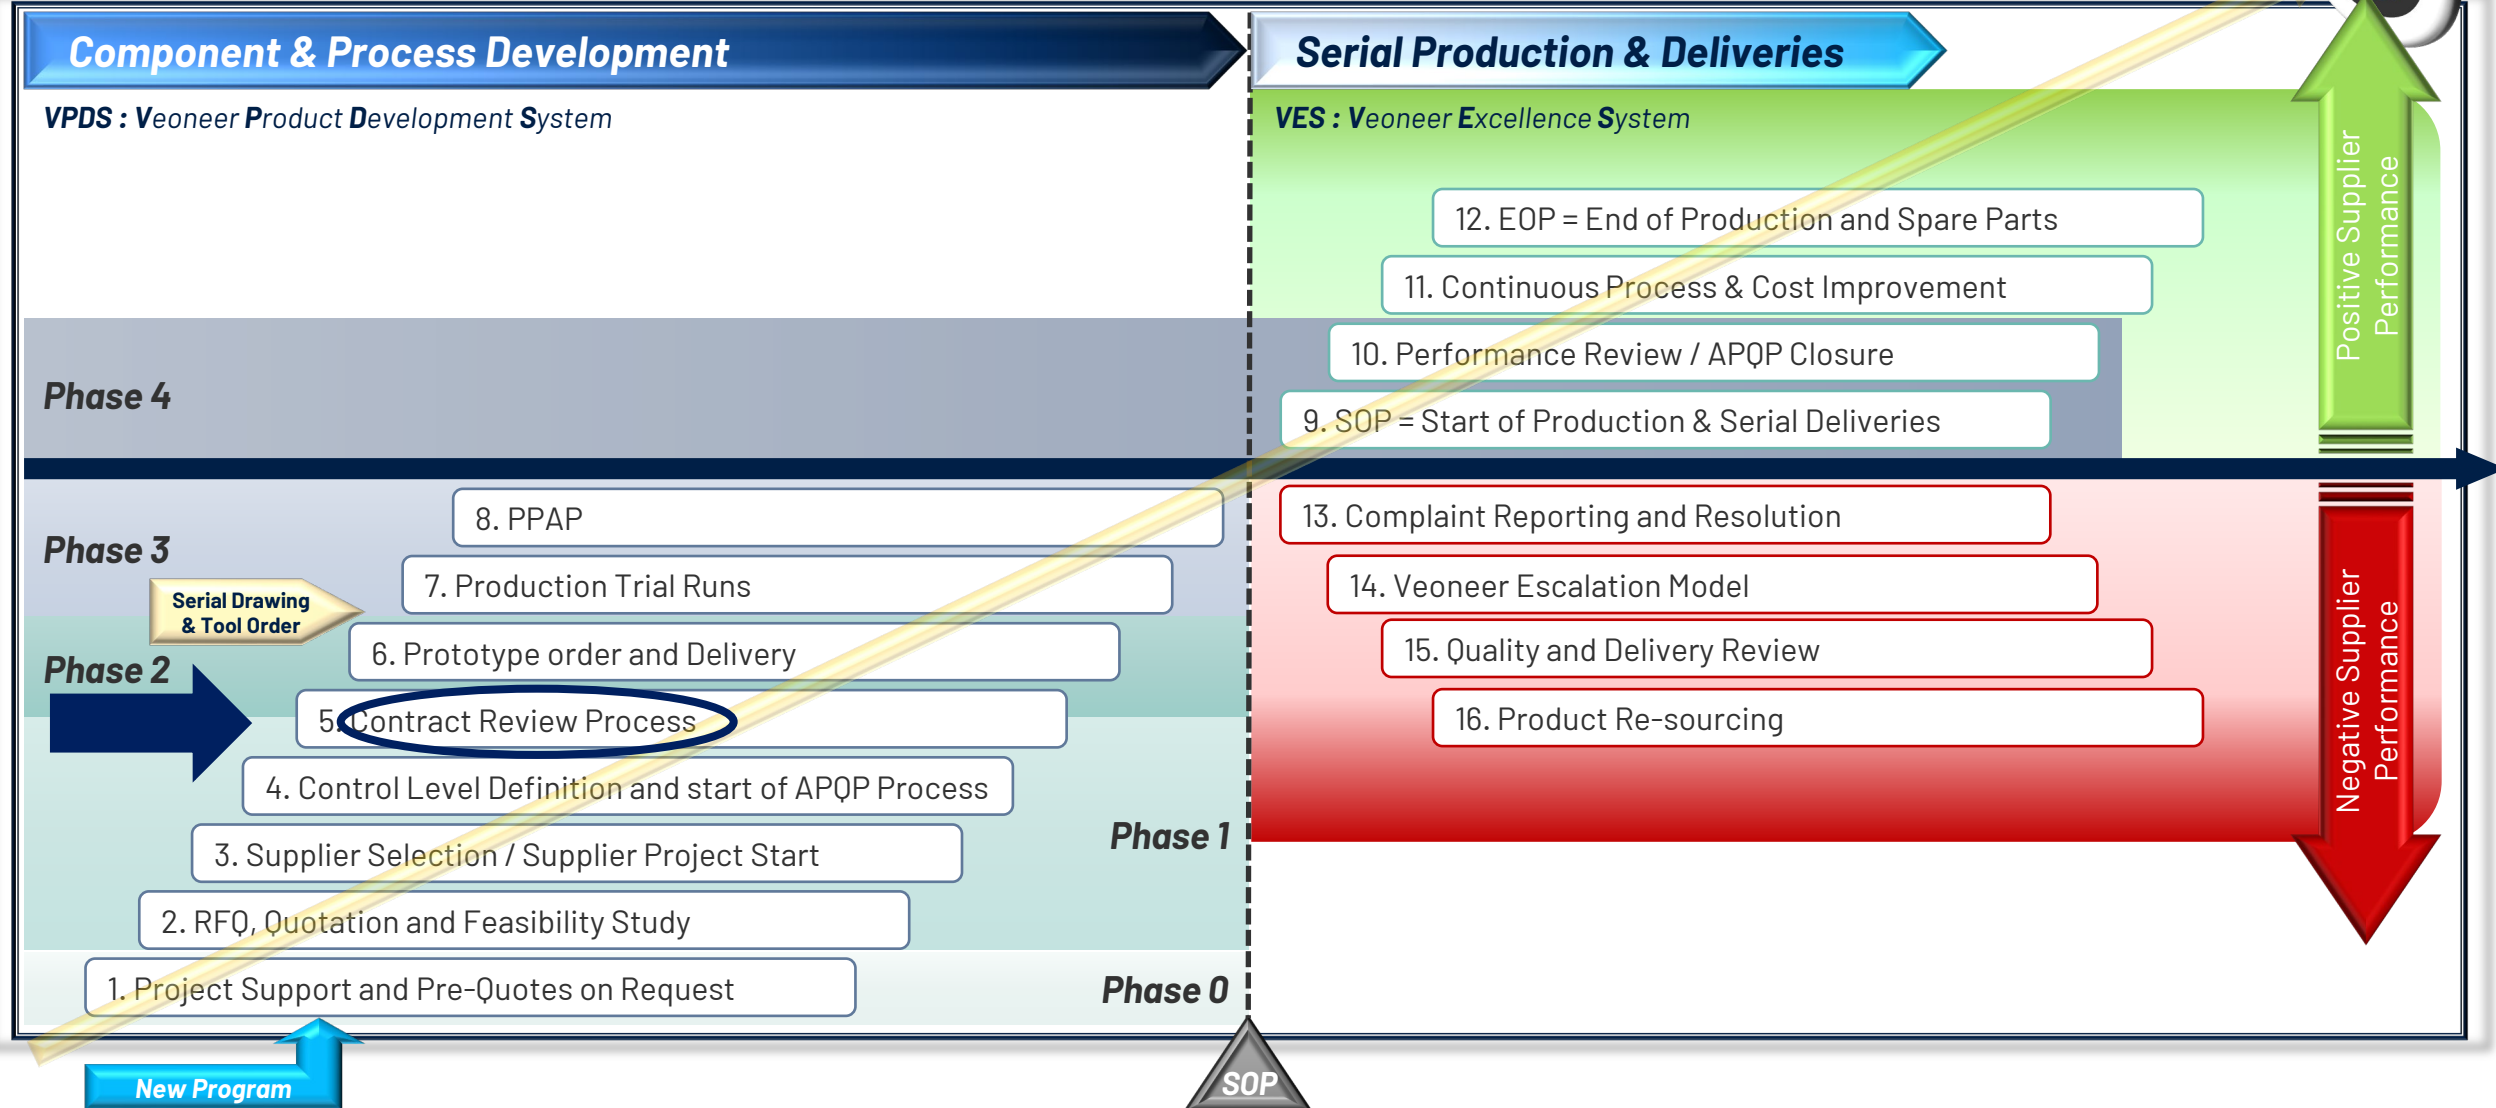 Component & Process Development
Serial Production & Deliveries
VPDS : Veoneer Product Development System
VES : Veoneer Excellence System
12. EOP = End of Production and Spare Parts
11. Continuous Process & Cost Improvement
10. Performance Review / APQP Closure
9. SOP = Start of Production & Serial Deliveries
Positive Supplier
Performance
Phase 4
8. PPAP
Phase 3
7. Production Trial Runs
Serial Drawing
& Tool Order
6. Prototype order and Delivery
Phase 2
5. Contract Review Process
4. Control Level Definition and start of APQP Process
Phase 1
3. Supplier Selection / Supplier Project Start
2. RFQ, Quotation and Feasibility Study
1. Project Support and Pre-Quotes on Request
Phase 0
13. Complaint Reporting and Resolution
14. Veoneer Escalation Model
15. Quality and Delivery Review
16. Product Re-sourcing
Negative Supplier
Performance
New Program
SOP